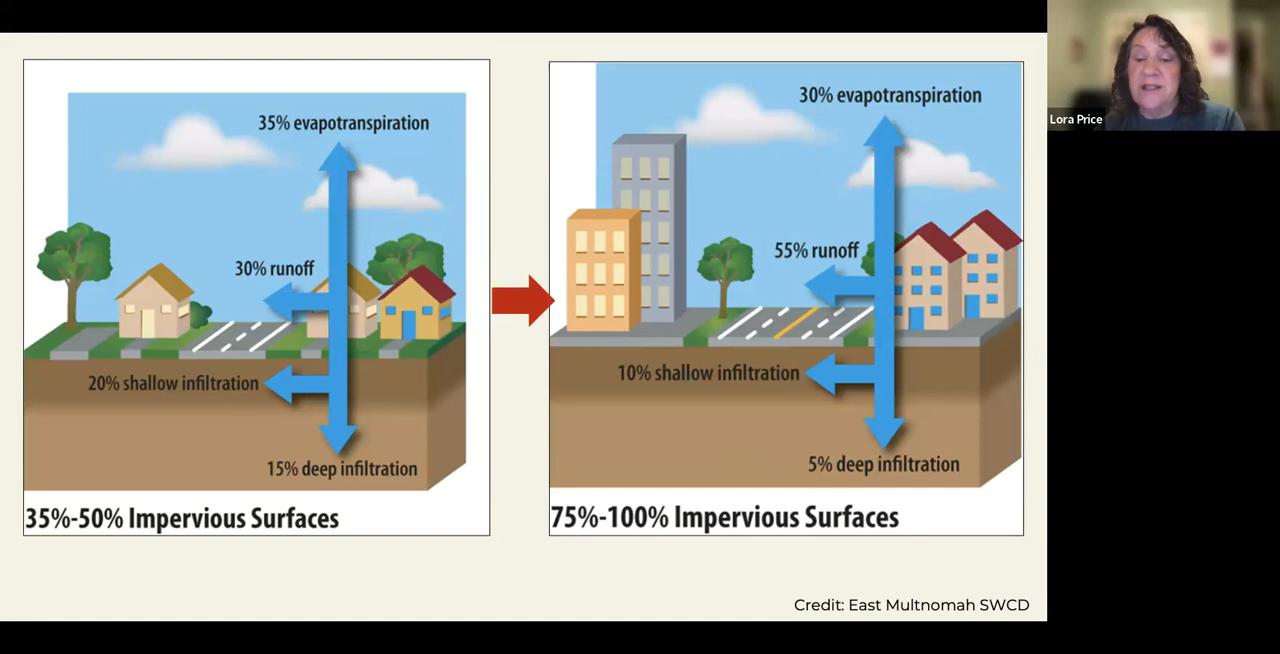 35% evapotranspiration
30% runoff
20% shallow infiltration
15% deep infiltration
35%-50% Impervious Surfaces
30% evapotranspiration
55% runoff
10% shallow infiltration
5% deep infiltration
75%-100% Impervious Surfaces
Credit: East Multnomah SWCD
Lora Price